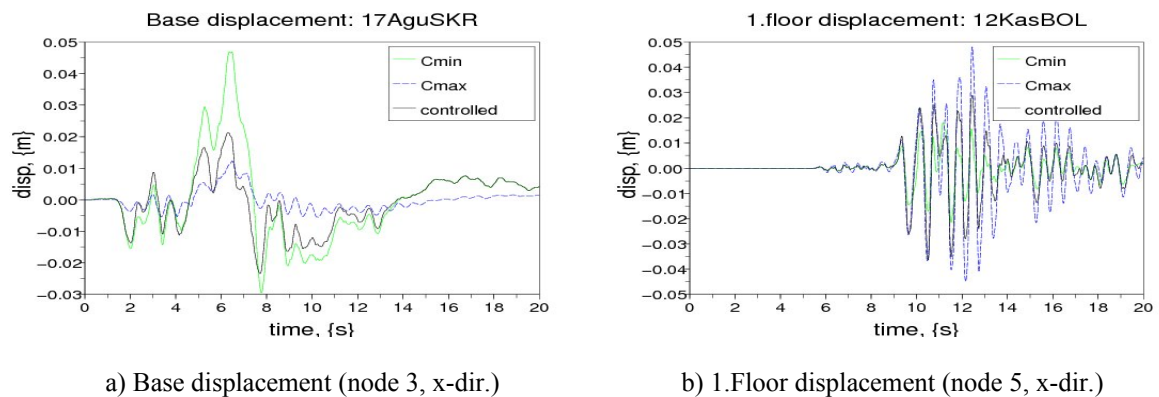 Base displacement: 17AguSKR
0.05
0.04
0.03
0.02
0.01
0.00
−0.01
−0.02
−0.03
disp, {m}
Cmin
Cmax
controlled
0 2 4 6 8 10 12 14 16 18 20
time, {s}
a) Base displacement (node 3, x-dir.)
1.floor displacement: 12KasBOL
0.05
0.04
0.03
0.02
0.01
0.00
−0.01
−0.02
−0.03
−0.04
−0.05
disp, {m}
Cmin
Cmax
controlled
0 2 4 6 8 10 12 14 16 18 20
time, {s}
b) 1.Floor displacement (node 5, x-dir.)